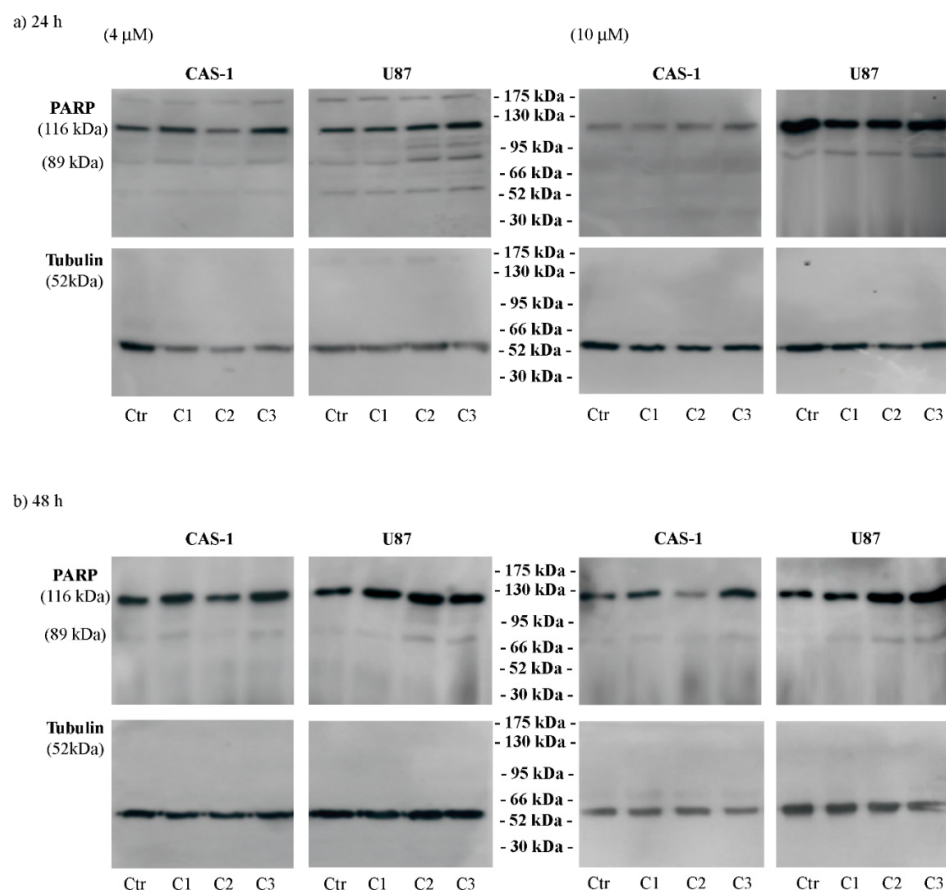 a) 24 h
(4 µM) (10 µM)
CAS-1 U87 CAS-1 U87
PARP
(116 kDa)
(89 kDa)
- 175 kDa -
- 130 kDa -
- 95 kDa -
- 66 kDa -
- 52 kDa -
- 30 kDa -
Tubulin
(52kDa)
- 175 kDa -
- 130 kDa -
- 95 kDa -
- 66 kDa -
- 52 kDa -
- 30 kDa -
Ctr C1 C2 C3 Ctr C1 C2 C3 Ctr C1 C2 C3 Ctr C1 C2 C3
b) 48 h
CAS-1 U87 CAS-1 U87
PARP
(116 kDa)
(89 kDa)
- 175 kDa -
- 130 kDa -
- 95 kDa -
- 66 kDa -
- 52 kDa -
- 30 kDa -
Tubulin
(52kDa)
- 175 kDa -
- 130 kDa -
- 95 kDa -
- 66 kDa -
- 52 kDa -
- 30 kDa -
Ctr C1 C2 C3 Ctr C1 C2 C3 Ctr C1 C2 C3 Ctr C1 C2 C3